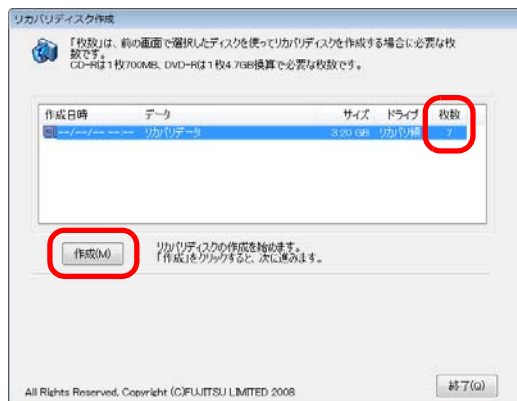 リカバリディスク作成
「枚数」は、前の画面で選択したディスクを使ってリカバリディスクを作成する場合に必要な枚
数です。
CD-Rは1枚700MB、DVD-Rは1枚4.7GB換算で必要な枚数です。
作成日時 データ サイズ ドライブ 枚数
--/--/-- --:-- リカバリデータ 3.20 GB リカバリ領 7
作成(M)
リカバリディスクの作成を始めます。
「作成」をクリックすると、次に進みます。
All Rights Reserved, Copyright (C)FUJITSU LIMITED 2008
終了(Q)